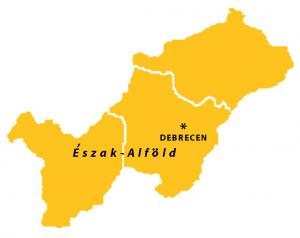 *
DEBRECEN
Észak-Alföld